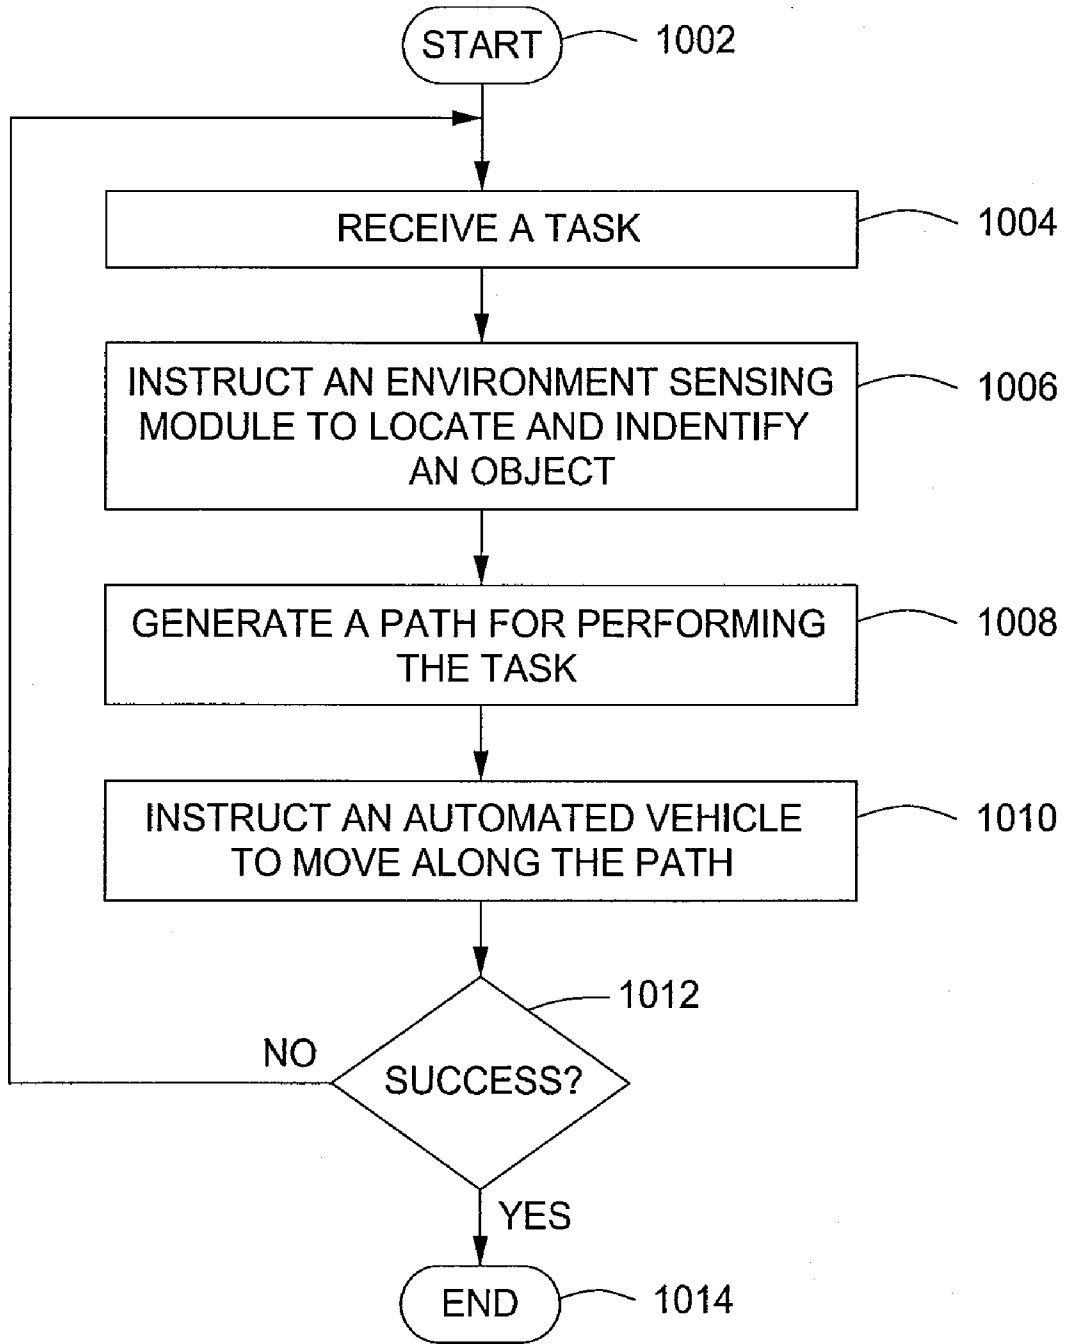 START
1002
RECEIVE A TASK
1004
INSTRUCT AN ENVIRONMENT SENSING
MODULE TO LOCATE AND INDENTIFY
AN OBJECT
1006
GENERATE A PATH FOR PERFORMING
THE TASK
1008
INSTRUCT AN AUTOMATED VEHICLE
TO MOVE ALONG THE PATH
1010
1012
NO
SUCCESS?
YES
END
1014